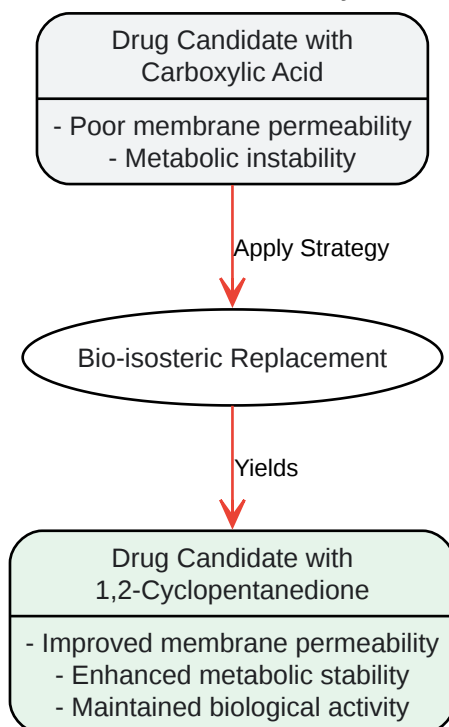 Drug Candidate with
Carboxylic Acid
- Poor membrane permeability
- Metabolic instability
Apply Strategy
Bio-isosteric Replacement
Yields
Drug Candidate with
1,2-Cyclopentanedione
- Improved membrane permeability
- Enhanced metabolic stability
- Maintained biological activity